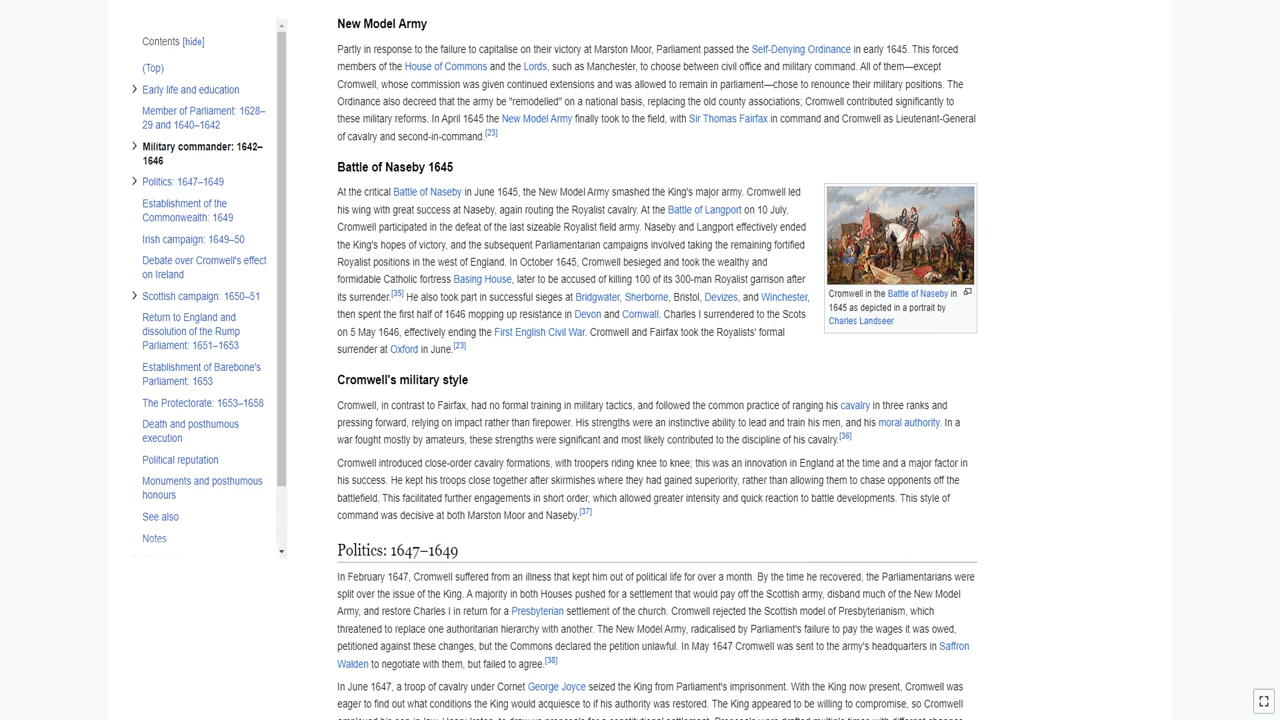 Contents [hide]
(Top)
Early life and education
Member of Parliament: 1628–
29 and 1640–1642
Military commander: 1642–
1646
Politics: 1647–1649
Establishment of the
Commonwealth: 1649
Irish campaign: 1649–50
Debate over Cromwell's effect
on Ireland
Scottish campaign: 1650–51
Return to England and
dissolution of the Rump
Parliament: 1651–1653
Establishment of Barebone's
Parliament: 1653
The Protectorate: 1653–1658
Death and posthumous
execution
Political reputation
Monuments and posthumous
honours
See also
Notes
New Model Army
Partly in response to the failure to capitalise on their victory at Marston Moor, Parliament passed the Self-Denying Ordinance in early 1645. This forced
members of the House of Commons and the Lords, such as Manchester, to choose between civil office and military command. All of them—except
Cromwell, whose commission was given continued extensions and was allowed to remain in parliament—chose to renounce their military positions. The
Ordinance also decreed that the army be "remodelled" on a national basis, replacing the old county associations; Cromwell contributed significantly to
these military reforms. In April 1645 the New Model Army finally took to the field, with Sir Thomas Fairfax in command and Cromwell as Lieutenant-General
of cavalry and second-in-command.[23]
Battle of Naseby 1645
At the critical Battle of Naseby in June 1645, the New Model Army smashed the King's major army. Cromwell led
his wing with great success at Naseby, again routing the Royalist cavalry. At the Battle of Langport on 10 July,
Cromwell participated in the defeat of the last sizeable Royalist field army. Naseby and Langport effectively ended
the King's hopes of victory, and the subsequent Parliamentarian campaigns involved taking the remaining fortified
Royalist positions in the west of England. In October 1645, Cromwell besieged and took the wealthy and
formidable Catholic fortress Basing House, later to be accused of killing 100 of its 300-man Royalist garrison after
its surrender.[35] He also took part in successful sieges at Bridgwater, Sherborne, Bristol, Devizes, and Winchester,
then spent the first half of 1646 mopping up resistance in Devon and Cornwall. Charles I surrendered to the Scots
on 5 May 1646, effectively ending the First English Civil War. Cromwell and Fairfax took the Royalists' formal
surrender at Oxford in June.[23]
Cromwell in the Battle of Naseby in
1645 as depicted in a portrait by
Charles Landseer
Cromwell's military style
Cromwell, in contrast to Fairfax, had no formal training in military tactics, and followed the common practice of ranging his cavalry in three ranks and
pressing forward, relying on impact rather than firepower. His strengths were an instinctive ability to lead and train his men, and his moral authority. In a
war fought mostly by amateurs, these strengths were significant and most likely contributed to the discipline of his cavalry.[36]
Cromwell introduced close-order cavalry formations, with troopers riding knee to knee; this was an innovation in England at the time and a major factor in
his success. He kept his troops close together after skirmishes where they had gained superiority, rather than allowing them to chase opponents off the
battlefield. This facilitated further engagements in short order, which allowed greater intensity and quick reaction to battle developments. This style of
command was decisive at both Marston Moor and Naseby.[37]
Politics: 1647–1649
In February 1647, Cromwell suffered from an illness that kept him out of political life for over a month. By the time he recovered, the Parliamentarians were
split over the issue of the King. A majority in both Houses pushed for a settlement that would pay off the Scottish army, disband much of the New Model
Army, and restore Charles I in return for a Presbyterian settlement of the church. Cromwell rejected the Scottish model of Presbyterianism, which
threatened to replace one authoritarian hierarchy with another. The New Model Army, radicalised by Parliament's failure to pay the wages it was owed,
petitioned against these changes, but the Commons declared the petition unlawful. In May 1647 Cromwell was sent to the army's headquarters in Saffron
Walden to negotiate with them, but failed to agree.[38]
In June 1647, a troop of cavalry under Cornet George Joyce seized the King from Parliament's imprisonment. With the King now present, Cromwell was
eager to find out what conditions the King would acquiesce to if his authority was restored. The King appeared to be willing to compromise, so Cromwell